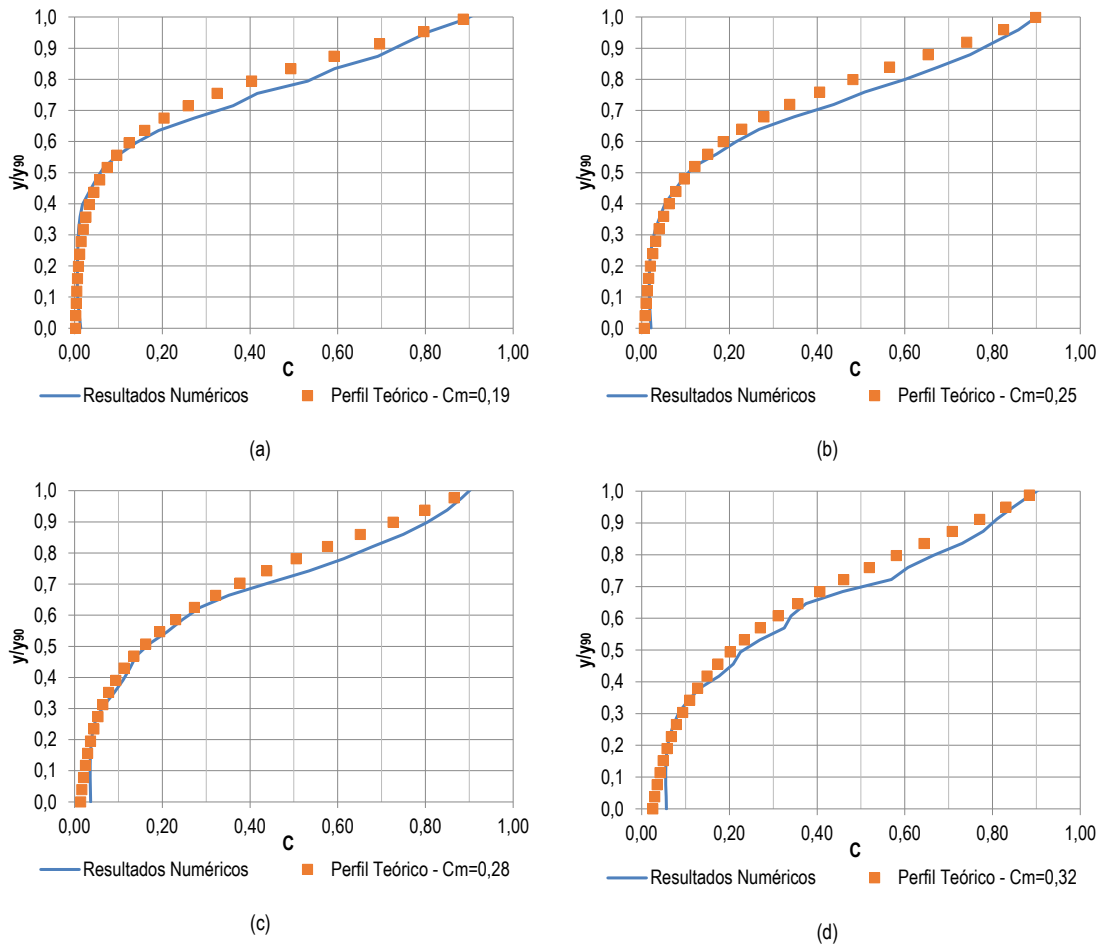 1,0
0,9
0,8
0,7
0,6
0,5
0,4
0,3
0,2
0,1
0,0
y/y90
0,00 0,20 0,40 0,60 0,80 1,00
C
Resultados Numéricos Perfil Teórico - Cm=0,19
(a)
1,0
0,9
0,8
0,7
0,6
0,5
0,4
0,3
0,2
0,1
0,0
y/y90
0,00 0,20 0,40 0,60 0,80 1,00
C
Resultados Numéricos Perfil Teórico - Cm=0,25
(b)
1,0
0,9
0,8
0,7
0,6
0,5
0,4
0,3
0,2
0,1
0,0
y/y90
0,00 0,20 0,40 0,60 0,80 1,00
C
Resultados Numéricos Perfil Teórico - Cm=0,28
(c)
1,0
0,9
0,8
0,7
0,6
0,5
0,4
0,3
0,2
0,1
0,0
y/y90
0,00 0,20 0,40 0,60 0,80 1,00
C
Resultados Numéricos Perfil Teórico - Cm=0,32
(d)